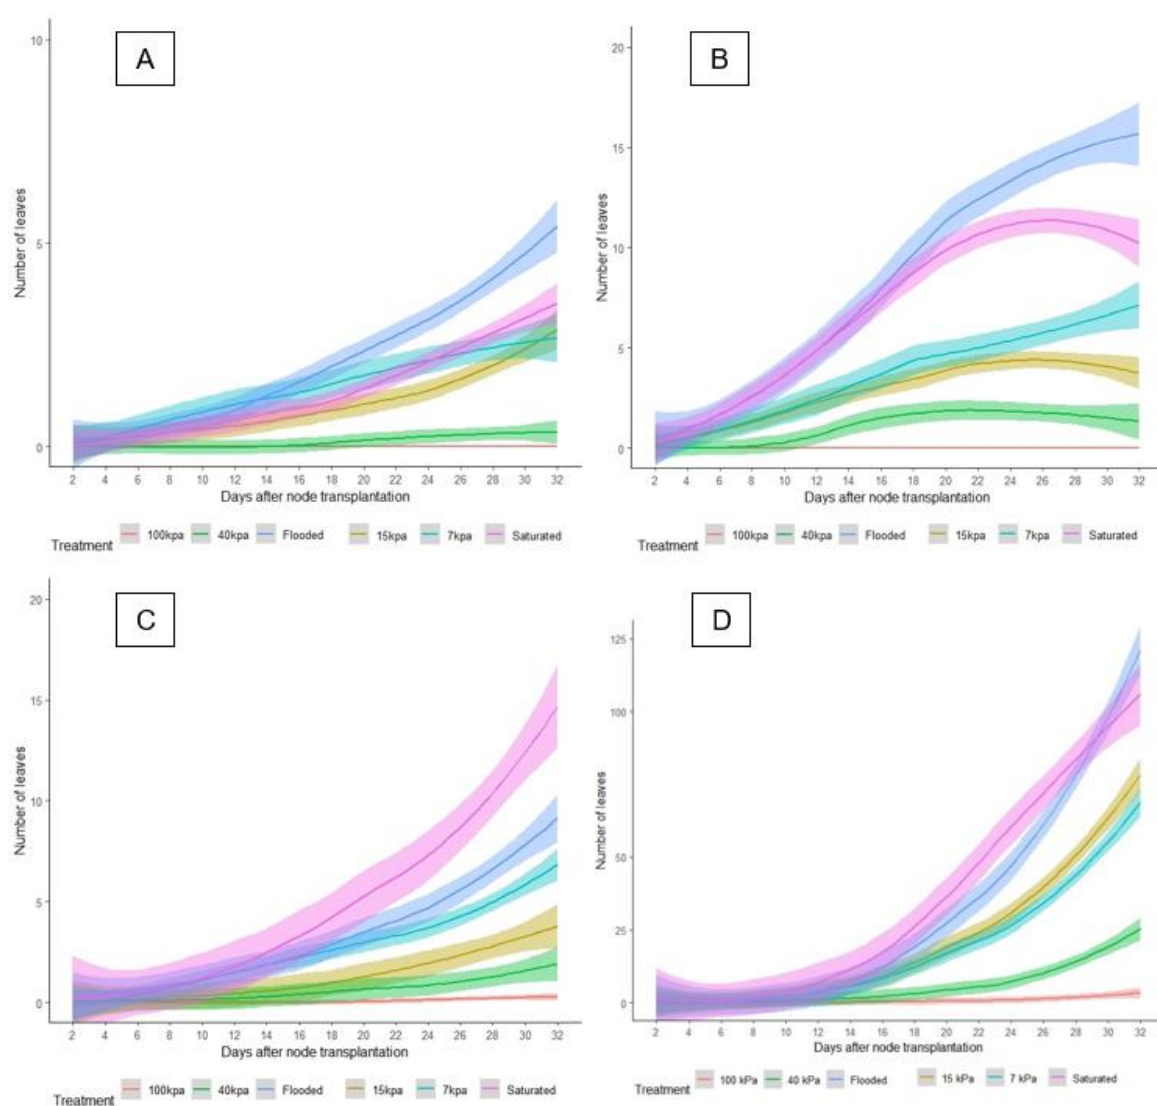 A
10
5
0
Number of leaves
2 4 6 8 10 12 14 16 18 20 22 24 26 28 30 32
Days after node transplantation
Treatment 100kpa 40kpa Flooded 15kpa 7kpa Saturated
B
20
15
10
5
0
Number of leaves
2 4 6 8 10 12 14 16 18 20 22 24 26 28 30 32
Days after node transplantation
Treatment 100kpa 40kpa Flooded 15kpa 7kpa Saturated
C
20
15
10
5
0
Number of leaves
2 4 6 8 10 12 14 16 18 20 22 24 26 28 30 32
Days after node transplantation
Treatment 100kpa 40kpa Flooded 15kpa 7kpa Saturated
D
125
100
50
25
0
Number of leaves
2 4 6 8 10 12 14 16 18 20 22 24 26 28 30 32
Days after node transplantation
Treatment 100 kPa 40 kPa Flooded 15 kPa 7 kPa Saturated